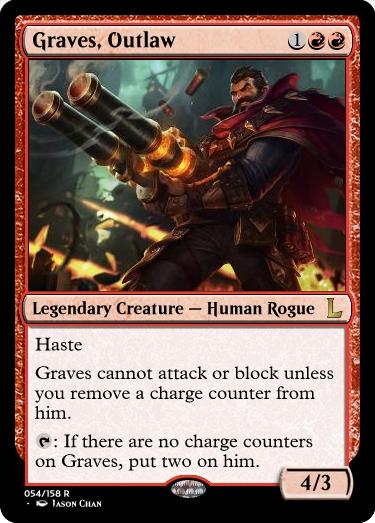 Graves, Outlaw 1
Legendary Creature — Human Rogue L
Haste
Graves cannot attack or block unless
you remove a charge counter from
him.
: If there are no charge counters
on Graves, put two on him.
4/3
054/158 R
· Jason Chan